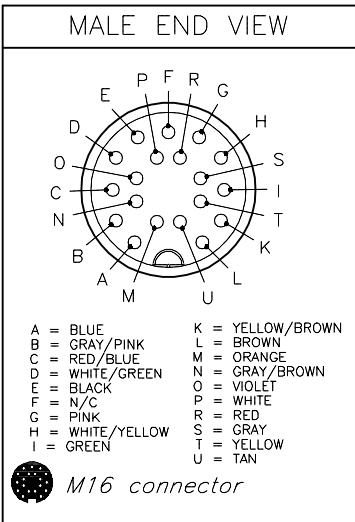 MALE END VIEW
P F R
E G
D H
O S
C I
N T
B K
A L
M U
A = BLUE
B = GRAY/PINK
C = RED/BLUE
D = WHITE/GREEN
E = BLACK
F = N/C
G = PINK
H = WHITE/YELLOW
I = GREEN
K = YELLOW/BROWN
L = BROWN
M = ORANGE
N = GRAY/BROWN
O = VIOLET
P = WHITE
R = RED
S = GRAY
T = YELLOW
U = TAN
M16 connector